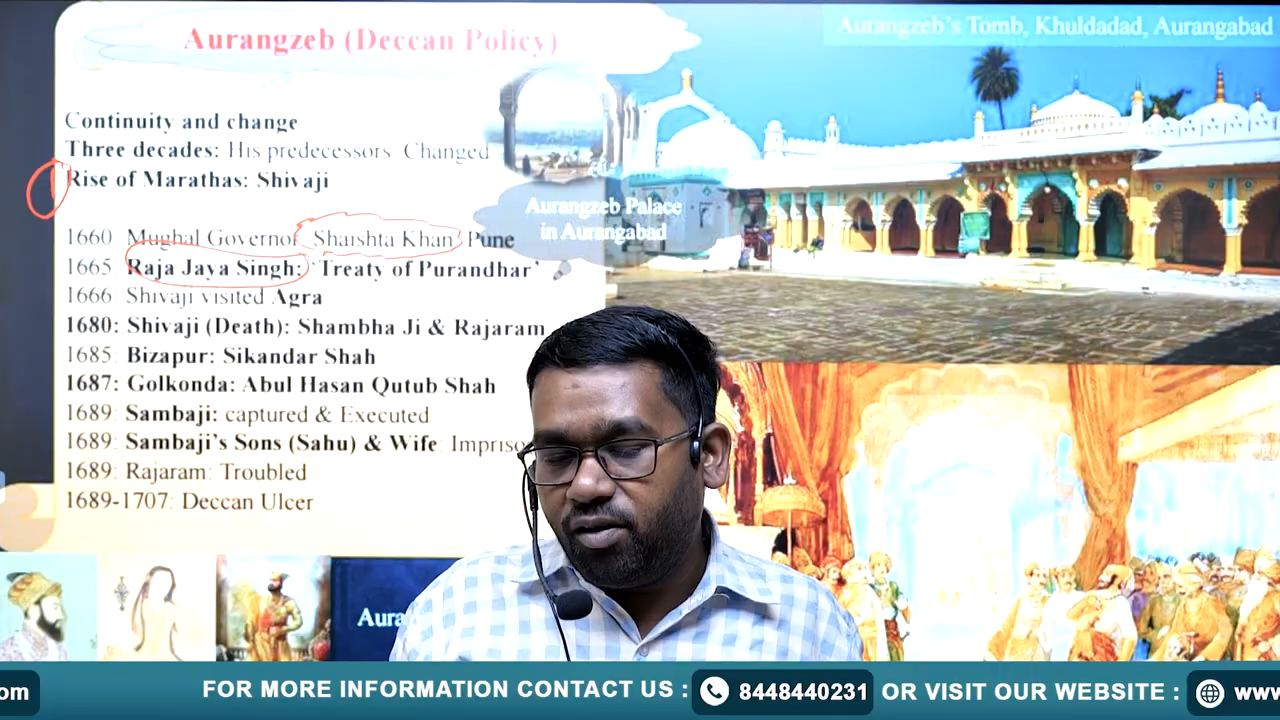 Aurangzeb (Deccan Policy)
Aurangzeb's Tomb, Khuldadad, Aurangabad
Continuity and change
Three decades: His predecessors Changed
Rise of Marathas: Shivaji
Aurangzeb Palace
in Aurangabad
1660 Mughal Governor Shaishta Khan Pune
1665 Raja Jaya Singh: 'Treaty of Purandhar'
1666 Shivaji visited Agra
1680: Shivaji (Death): Shambha Ji & Rajaram
1685: Bizapur: Sikandar Shah
1687: Golkonda: Abul Hasan Qutub Shah
1689: Sambaji: captured & Executed
1689: Sambaji's Sons (Sahu) & Wife
1689: Rajaram: Troubled
1689-1707: Deccan Ulcer
om
FOR MORE INFORMATION CONTACT US : 8448440231 OR VISIT OUR WEBSITE :